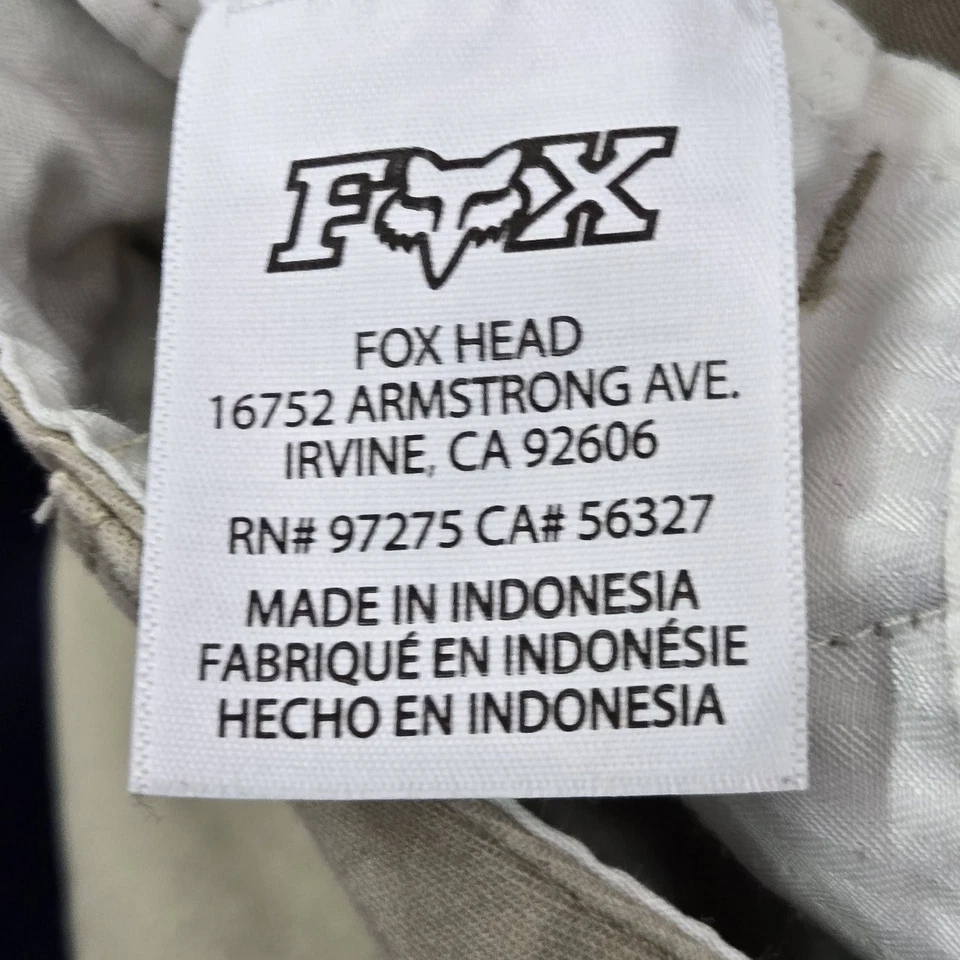 FOX
FOX HEAD
16752 ARMSTRONG AVE.
IRVINE, CA 92606
RN# 97275 CA# 56327
MADE IN INDONESIA
FABRIQUÉ EN INDONÉSIE
HECHO EN INDONESIA